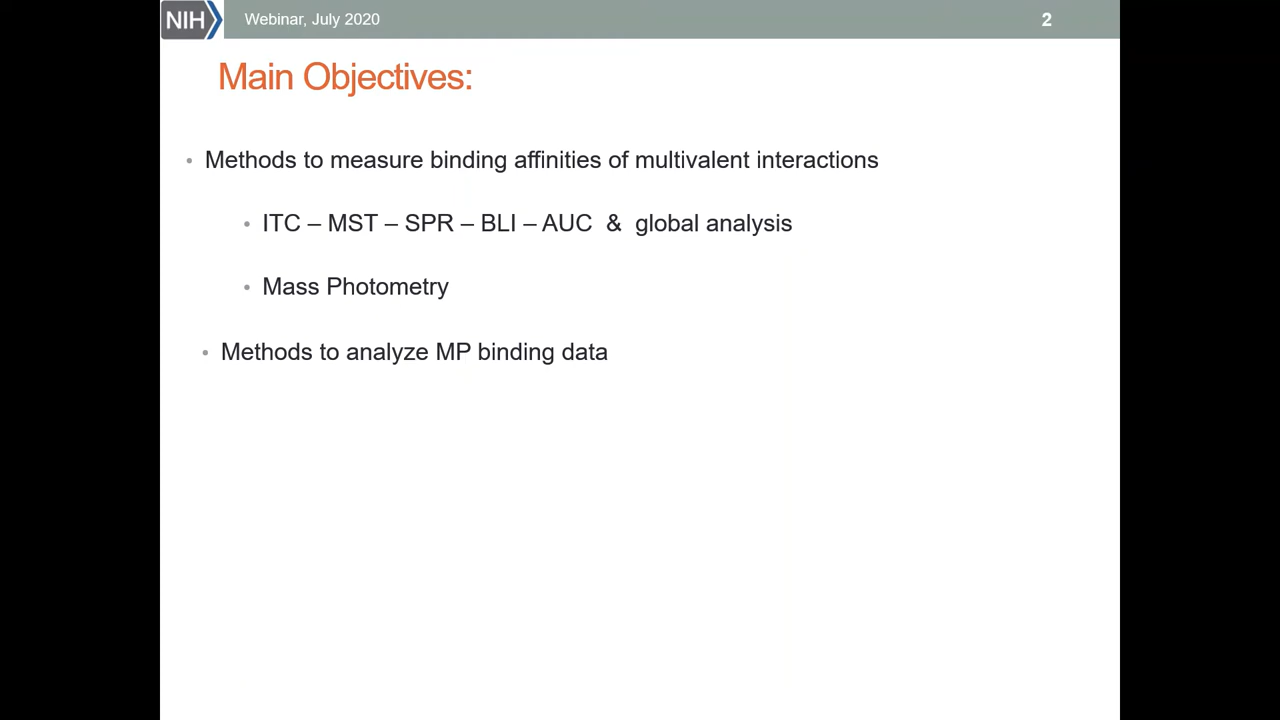 NIH
Webinar, July 2020
2
Main Objectives:
• Methods to measure binding affinities of multivalent interactions
• ITC – MST – SPR – BLI – AUC & global analysis
• Mass Photometry
• Methods to analyze MP binding data